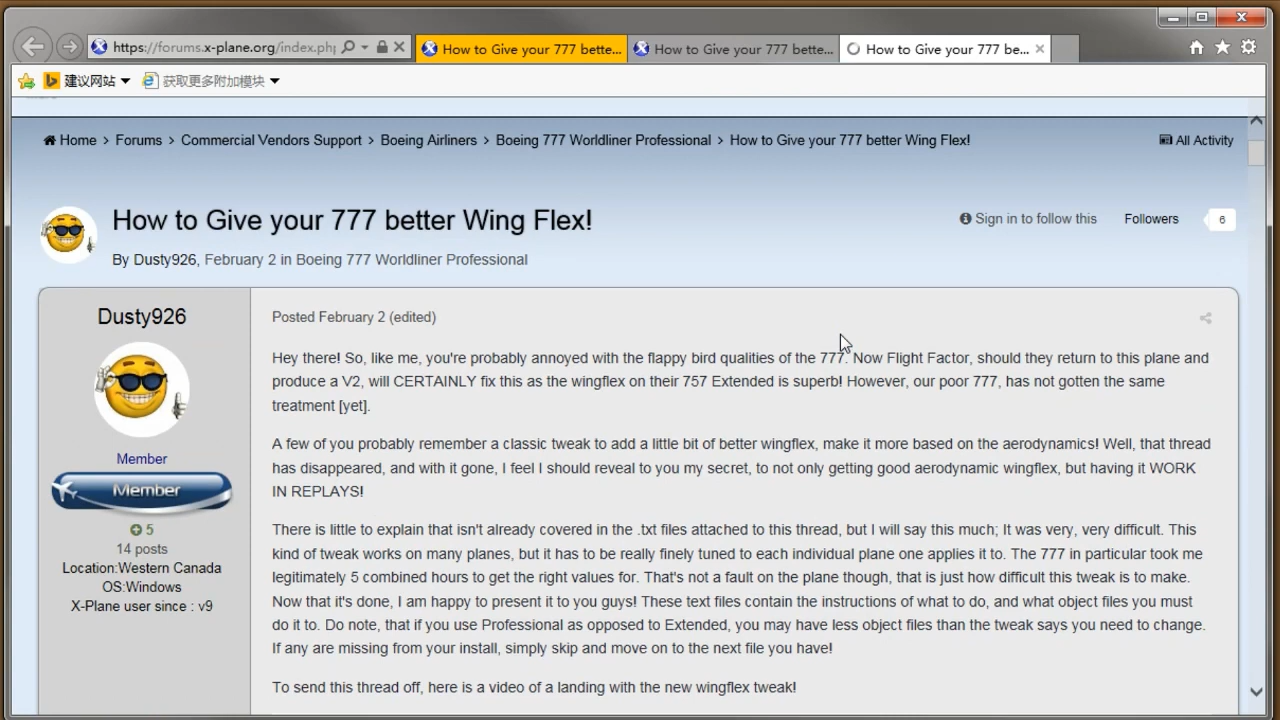 https://forums.x-plane.org/index.ph
How to Give your 777 bette...
How to Give your 777 bette...
How to Give your 777 be...
建议网站
获取更多附加模块
Home > Forums > Commercial Vendors Support > Boeing Airliners > Boeing 777 Worldliner Professional > How to Give your 777 better Wing Flex!
All Activity
How to Give your 777 better Wing Flex!
Sign in to follow this
Followers
6
By Dusty926, February 2 in Boeing 777 Worldliner Professional
Dusty926
Member
Member
5
14 posts
Location:Western Canada
OS:Windows
X-Plane user since : v9
Posted February 2 (edited)
Hey there! So, like me, you're probably annoyed with the flappy bird qualities of the 777. Now Flight Factor, should they return to this plane and
produce a V2, will CERTAINLY fix this as the wingflex on their 757 Extended is superb! However, our poor 777, has not gotten the same
treatment [yet].
A few of you probably remember a classic tweak to add a little bit of better wingflex, make it more based on the aerodynamics! Well, that thread
has disappeared, and with it gone, I feel I should reveal to you my secret, to not only getting good aerodynamic wingflex, but having it WORK
IN REPLAYS!
There is little to explain that isn't already covered in the .txt files attached to this thread, but I will say this much; It was very, very difficult. This
kind of tweak works on many planes, but it has to be really finely tuned to each individual plane one applies it to. The 777 in particular took me
legitimately 5 combined hours to get the right values for. That's not a fault on the plane though, that is just how difficult this tweak is to make.
Now that it's done, I am happy to present it to you guys! These text files contain the instructions of what to do, and what object files you must
do it to. Do note, that if you use Professional as opposed to Extended, you may have less object files than the tweak says you need to change.
If any are missing from your install, simply skip and move on to the next file you have!
To send this thread off, here is a video of a landing with the new wingflex tweak!